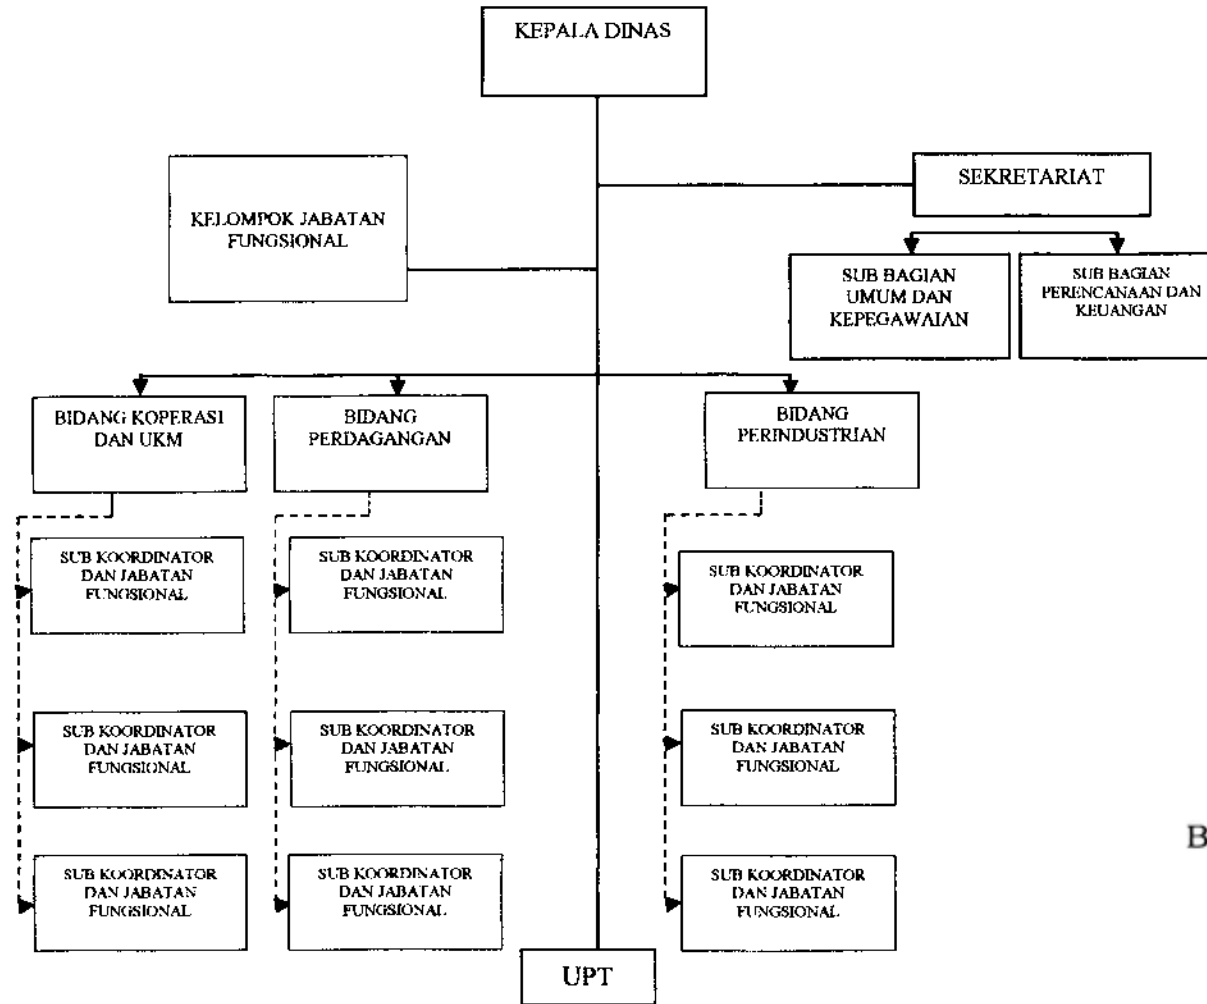 KEPALA DINAS
SEKRETARIAT
KELOMPOK JABATAN
FUNGSIONAL
SUB BAGIAN
UMUM DAN
KEPEGAWAIAN
SUB BAGIAN
PERENCANAAN DAN
KEUANGAN
BIDANG KOPERASI
DAN UKM
BIDANG
PERDAGANGAN
BIDANG
PERINDUSTRIAN
SUB KOORDINATOR
DAN JABATAN
FUNGSIONAL
SUB KOORDINATOR
DAN JABATAN
FUNGSIONAL
SUB KOORDINATOR
DAN JABATAN
FUNGSIONAL
SUB KOORDINATOR
DAN JABATAN
FUNGSIONAL
SUB KOORDINATOR
DAN JABATAN
FUNGSIONAL
SUB KOORDINATOR
DAN JABATAN
FUNGSIONAL
B
SUB KOORDINATOR
DAN JABATAN
FUNGSIONAL
SUB KOORDINATOR
DAN JABATAN
FUNGSIONAL
SUB KOORDINATOR
DAN JABATAN
FUNGSIONAL
UPT